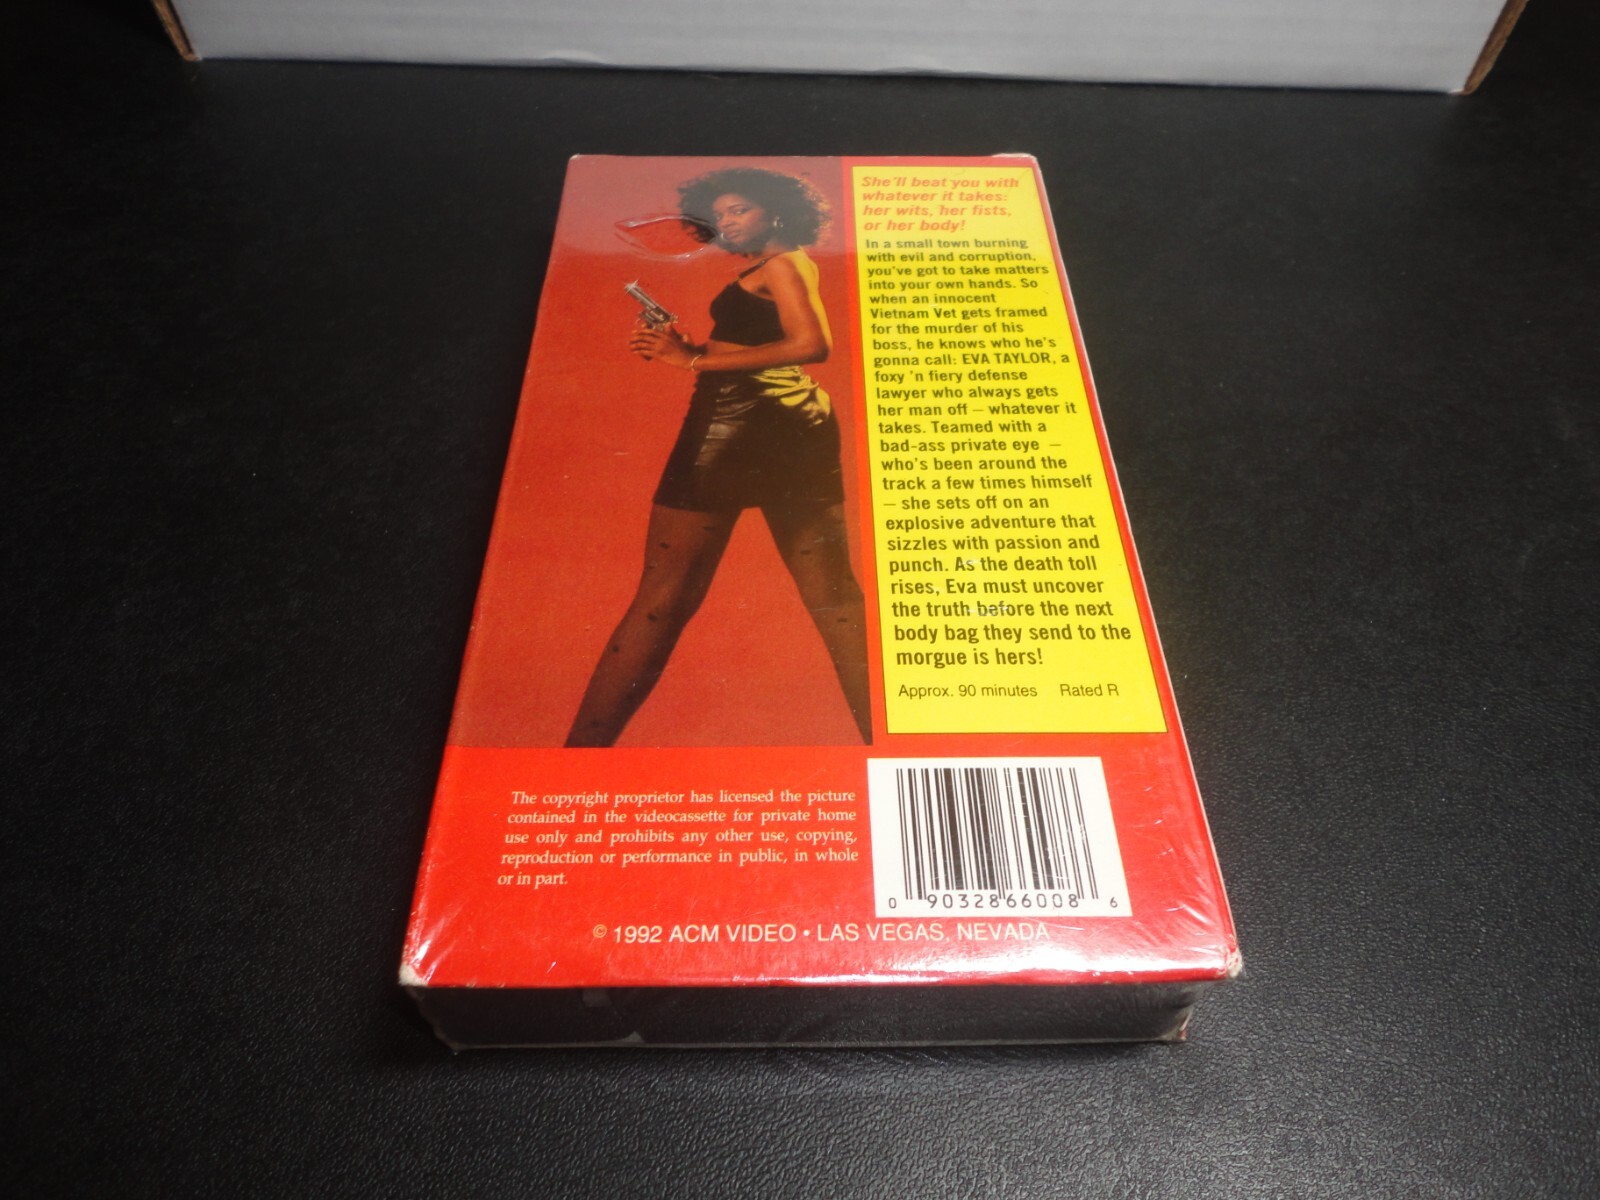 She'll beat you with
whatever it takes:
her wits, her fists,
or her body!
In a small town burning
with evil and corruption,
you've got to take matters
into your own hands. So
when an innocent
Vietnam Vet gets framed
for the murder of his
boss, he knows who he's
gonna call: EVA TAYLOR, a
foxy 'n fiery defense
lawyer who always gets
her man off – whatever it
takes. Teamed with a
bad-ass private eye –
who's been around the
track a few times himself
– she sets off on an
explosive adventure that
sizzles with passion and
punch. As the death toll
rises, Eva must uncover
the truth before the next
body bag they send to the
morgue is hers!
Approx. 90 minutes Rated R
The copyright proprietor has licensed the picture
contained in the videocassette for private home
use only and prohibits any other use, copying,
reproduction or performance in public, in whole
or in part.
0 90328 66008 6
© 1992 ACM VIDEO • LAS VEGAS, NEVADA